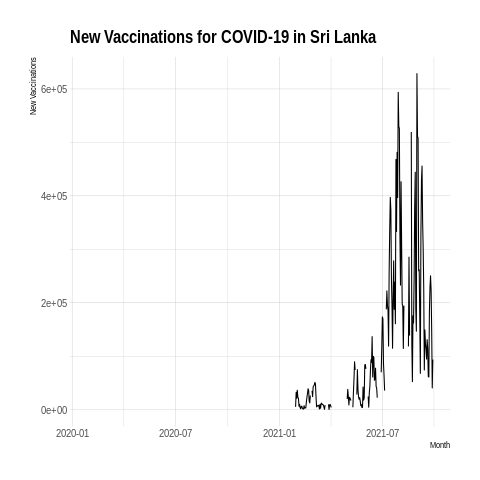 New Vaccinations for COVID-19 in Sri Lanka
New Vaccinations
6e+05
4e+05
2e+05
0e+00
2020-01
2020-07
2021-01
2021-07
Month